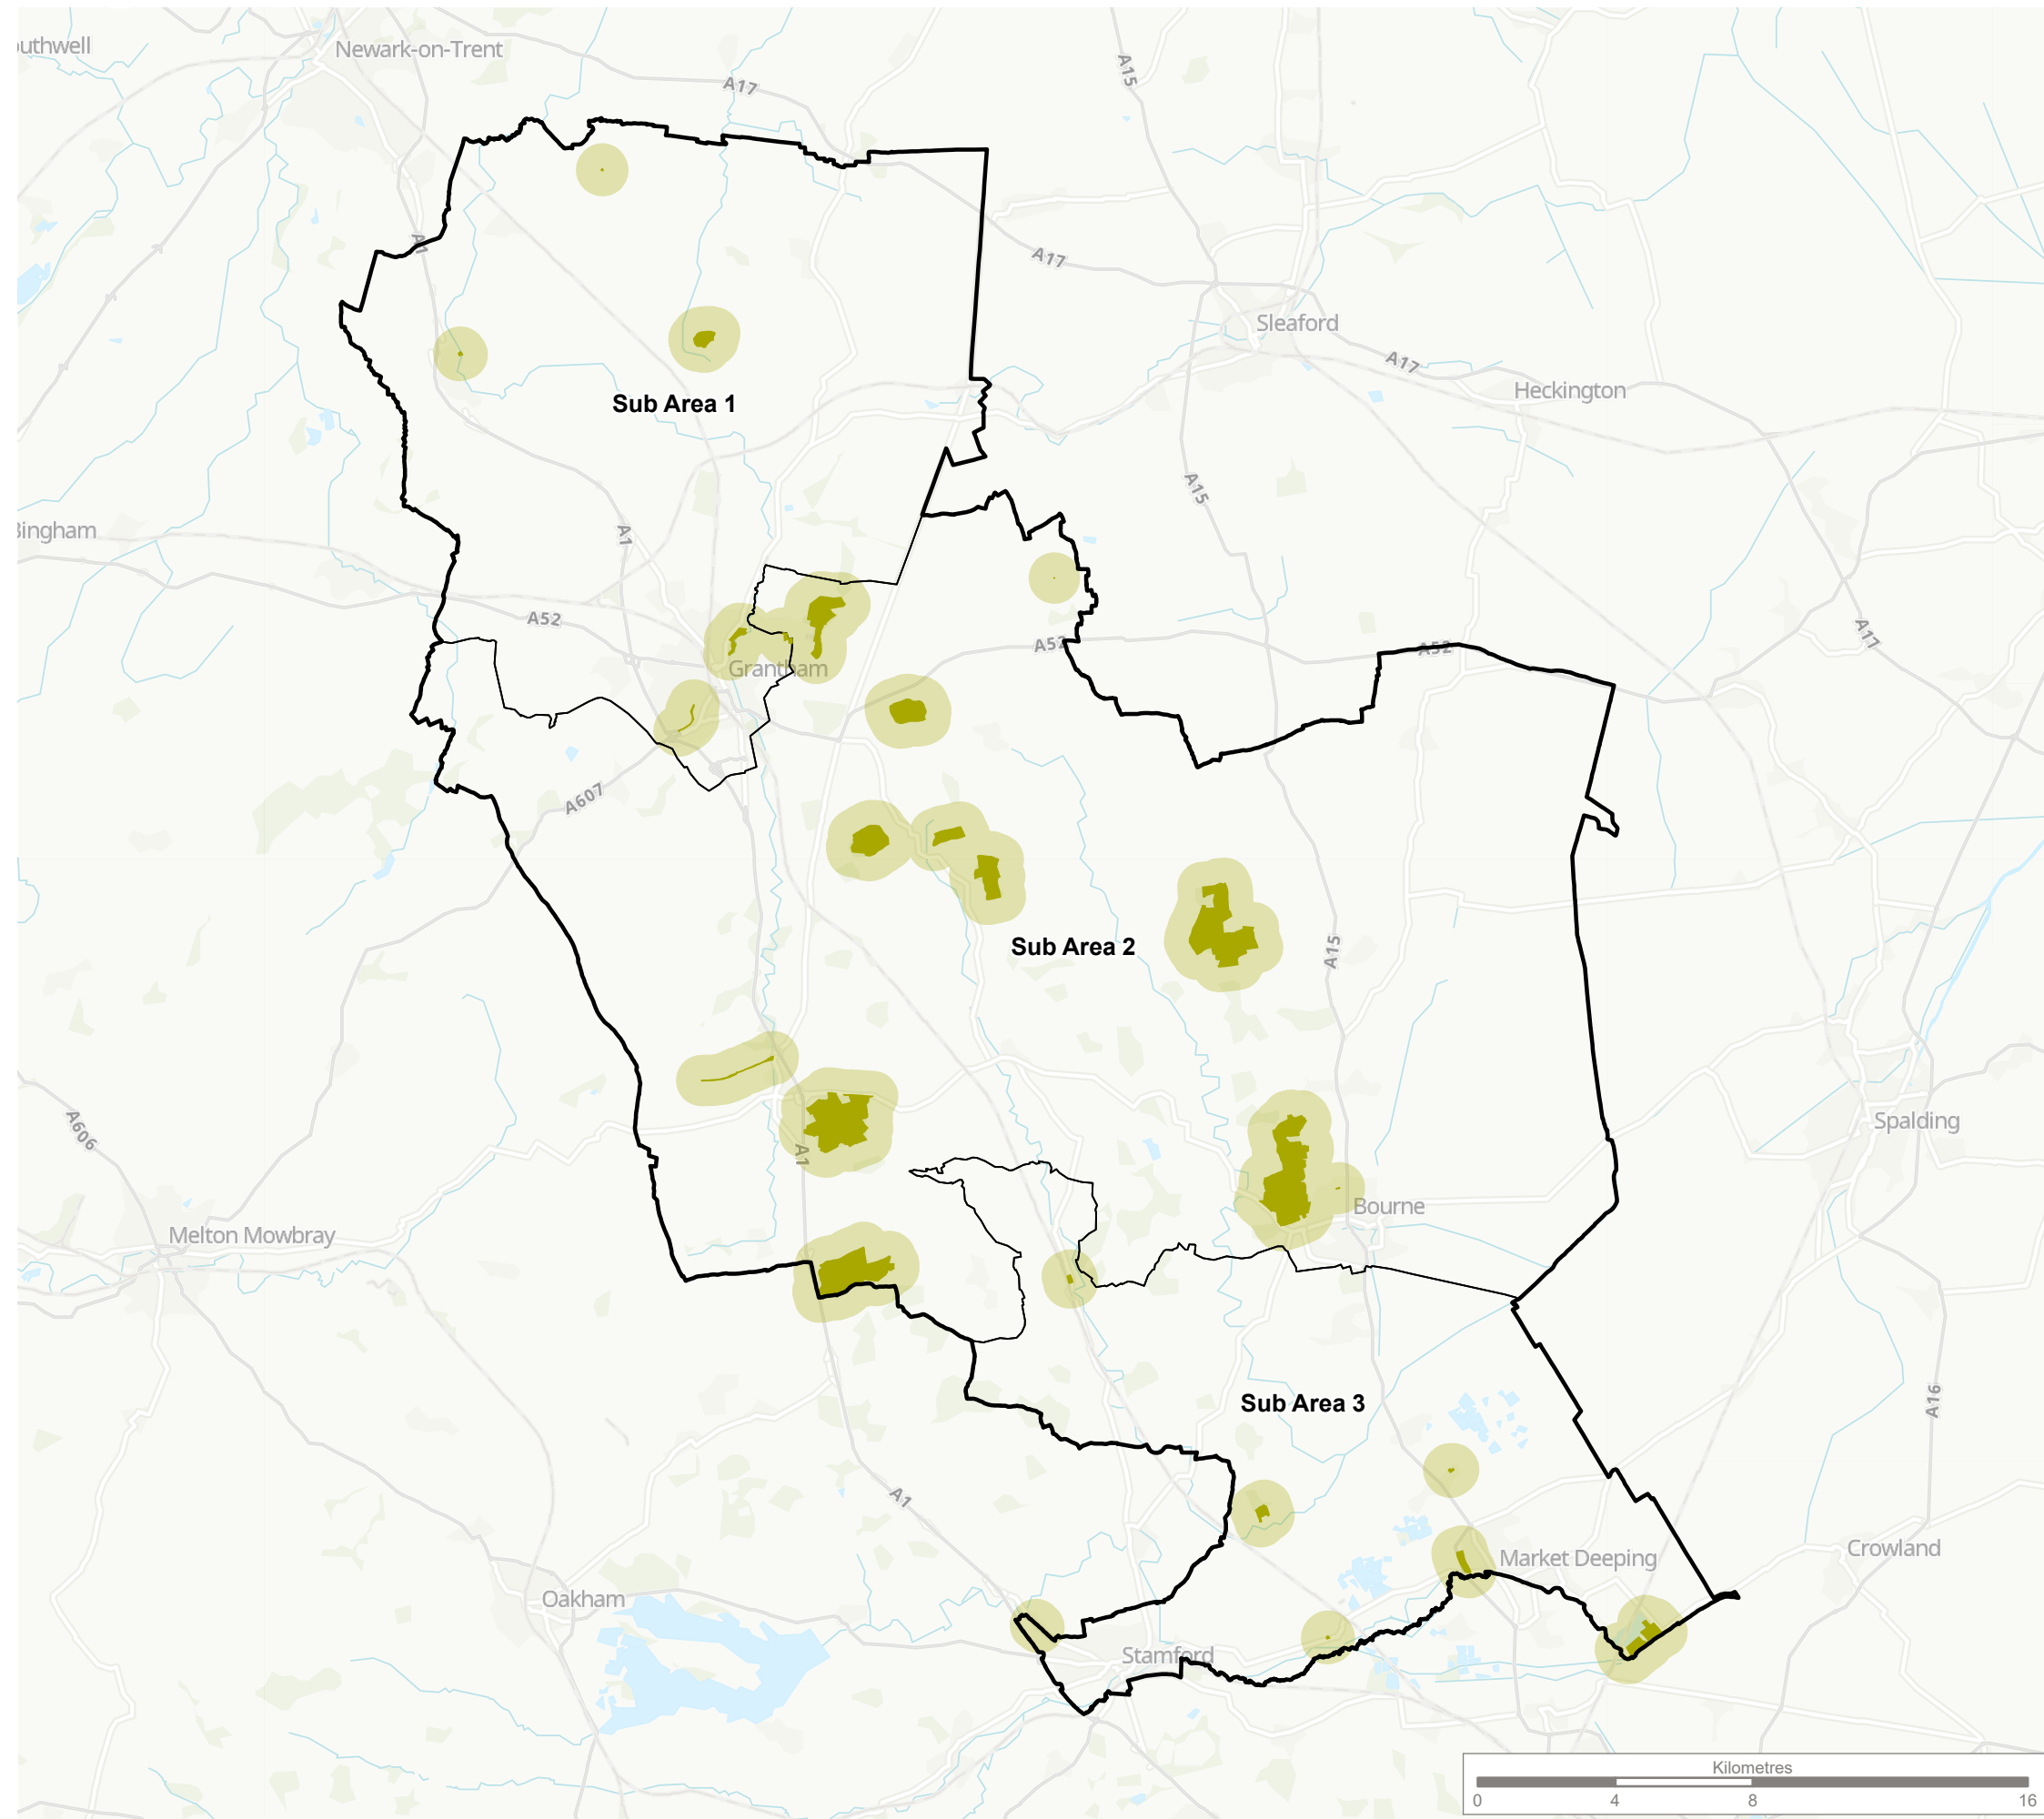 outhwell
Newark-on-Trent
A17
A15
A1
A17
Sleaford
A17
Heckington
Sub Area 1
A15
Bingham
A1
A52
A52
A52
A17
Grantham
A607
Sub Area 2
A15
A606
A1
Spalding
Bourne
Melton Mowbray
Sub Area 3
A16
A1
Crowland
Market Deeping
Oakham
Stamford
Kilometres
0 4 8 16